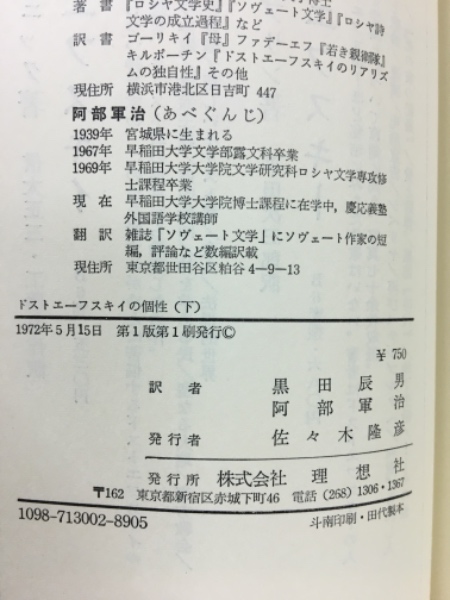 著書 『ロシヤ文学史』『ソヴェート文学』『ロシヤ詩
文学の成立過程』など
訳書 ゴーリキイ『母』ファデーエフ『若き親衛隊』
キルポーチン『ドストエーフスキイのリアリズ
ムの独自性』その他
現住所 横浜市港北区日吉町 447
阿部軍治(あべぐんじ)
1939年 宮城県に生まれる
1967年 早稲田大学文学部露文科卒業
1969年 早稲田大学大学院文学研究科ロシヤ文学専攻修
士課程卒業
現在 早稲田大学大学院博士課程に在学中,慶応義塾
外国語学校講師
翻訳 雑誌「ソヴェート文学」にソヴェート作家の短
編,評論など数編訳載
現住所 東京都世田谷区粕谷 4-9-13
ドストエーフスキイの個性(下)
1972年5月15日 第1版第1刷発行©
¥ 750
訳者 黒田辰男
阿部軍治
発行者 佐々木隆彦
発行所 株式会社 理想社
〒162 東京都新宿区赤城下町46 電話 (268) 1306・1367
1098-713002-8905 斗南印刷・田代製本